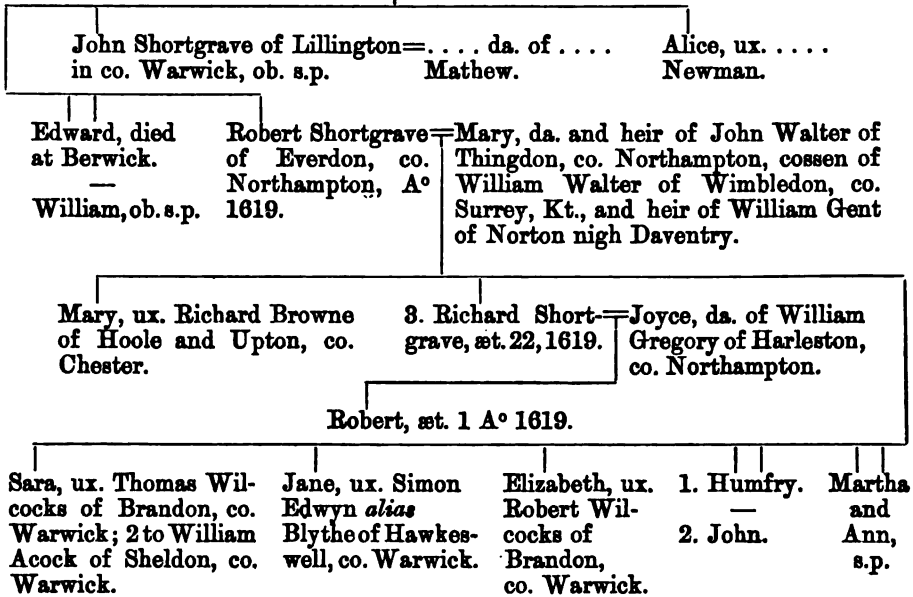 John Shortgrave of Lillington=. . . . da. of . . . .
in co. Warwick, ob. s.p. Mathew.
Alice, ux. . . . . .
Newman.
Edward, died
at Berwick.
—
William, ob. s.p.
Robert Shortgrave=
of Everdon, co.
Northampton, Aº
1619.
Mary, da. and heir of John Walter of
Thingdon, co. Northampton, cossen of
William Walter of Wimbledon, co.
Surrey, Kt., and heir of William Gent
of Norton nigh Daventry.
Mary, ux. Richard Browne
of Hoole and Upton, co.
Chester.
3. Richard Short-=
grave, æt. 22, 1619.
Joyce, da. of William
Gregory of Harleston,
co. Northampton.
Robert, æt. 1 Aº 1619.
Sara, ux. Thomas Wil-
cocks of Brandon, co.
Warwick; 2 to William
Acock of Sheldon, co.
Warwick.
Jane, ux. Simon
Edwyn alias
Blythe of Hawkes-
well, co. Warwick.
Elizabeth, ux.
Robert Wil-
cocks of
Brandon,
co. Warwick.
1. Humfry.
—
2. John.
Martha
and
Ann,
s.p.